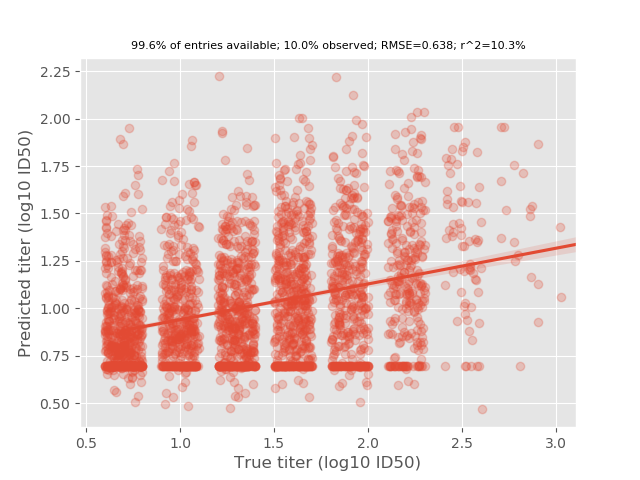 99.6% of entries available; 10.0% observed; RMSE=0.638; r^2=10.3%
Predicted titer (log10 ID50)
2.25
2.00
1.75
1.50
1.25
1.00
0.75
0.50
0.5 1.0 1.5 2.0 2.5 3.0
True titer (log10 ID50)